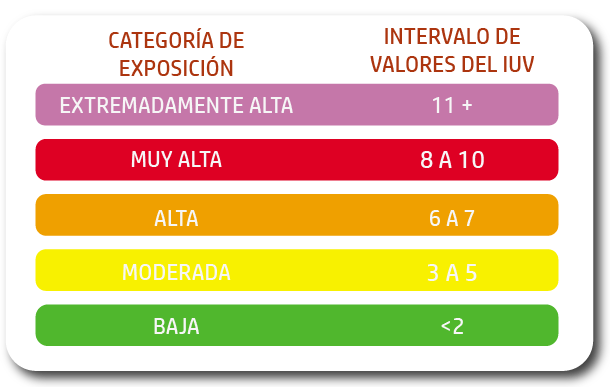 CATEGORÍA DE
EXPOSICIÓN
INTERVALO DE
VALORES DEL IUV
EXTREMADAMENTE ALTA 11 +
MUY ALTA 8 A 10
ALTA 6 A 7
MODERADA 3 A 5
BAJA <2